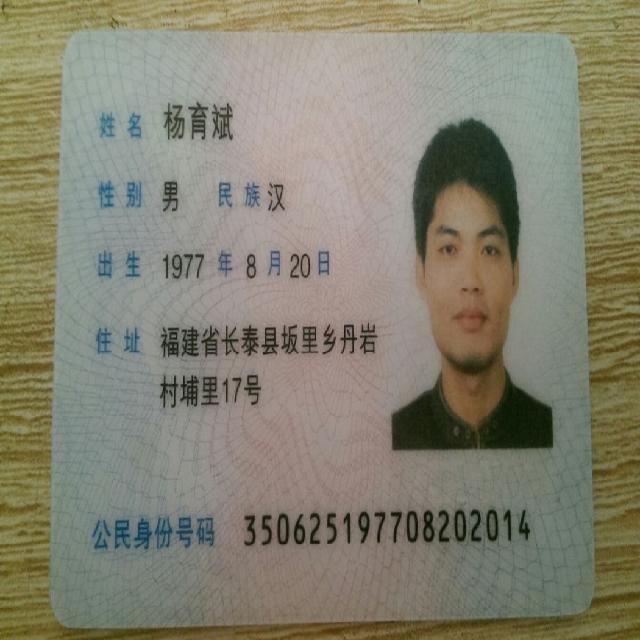 姓名 杨育斌
性别 男 民族 汉
出生 1977 年 8 月 20 日
住址 福建省长泰县坂里乡丹岩
村埔里17号
公民身份号码 350625197708202014